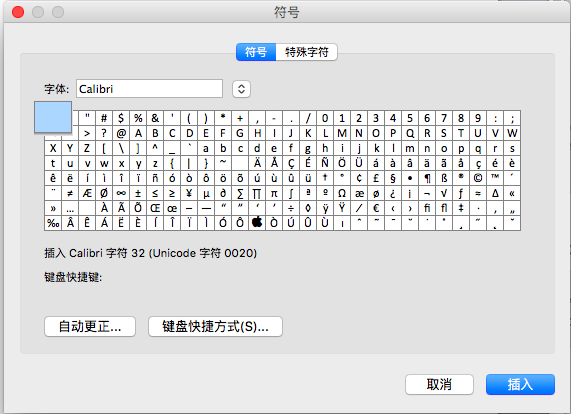 符号
符号 特殊字符
字体: Calibri
" # $ % & ' ( ) * + , - . / 0 1 2 3 4 5 6 7 8 9 : ;
> ? @ A B C D E F G H I J K L M N O P Q R S T U V W
X Y Z [ \ ] ^ _ ` a b c d e f g h i j k l m n o p q r s
t u v w x y z { | } ~ Ä Å Ç É Ñ Ö Ü á à â ä ã å ç é è
ê ë í ì î ï ñ ó ò ô ö õ ú ù û ü † ° ¢ £ § • ¶ ß ® © ™ ´
¨ ≠ Æ Ø ∞ ± ≤ ≥ ¥ µ ∂ ∑ ∏ π ∫ ª º Ω æ ø ¿ ¡ ¬ √ ƒ ≈ ∆ «
» … À Ã Õ Œ œ – — “ ” ‘ ’ ÷ ◊ ÿ Ÿ ⁄ € ‹ › ﬁ ﬂ ‡ · ‚ „
‰ Â Ê Á Ë È Í Î Ï Ì Ó Ô  Ò Ú Û Ù ı ˆ ˜ ¯ ˘ ˙ ˚ ¸ ˝ ˛ ˇ
插入 Calibri 字符 32 (Unicode 字符 0020)
键盘快捷键:
自动更正... 键盘快捷方式(S)...
取消 插入